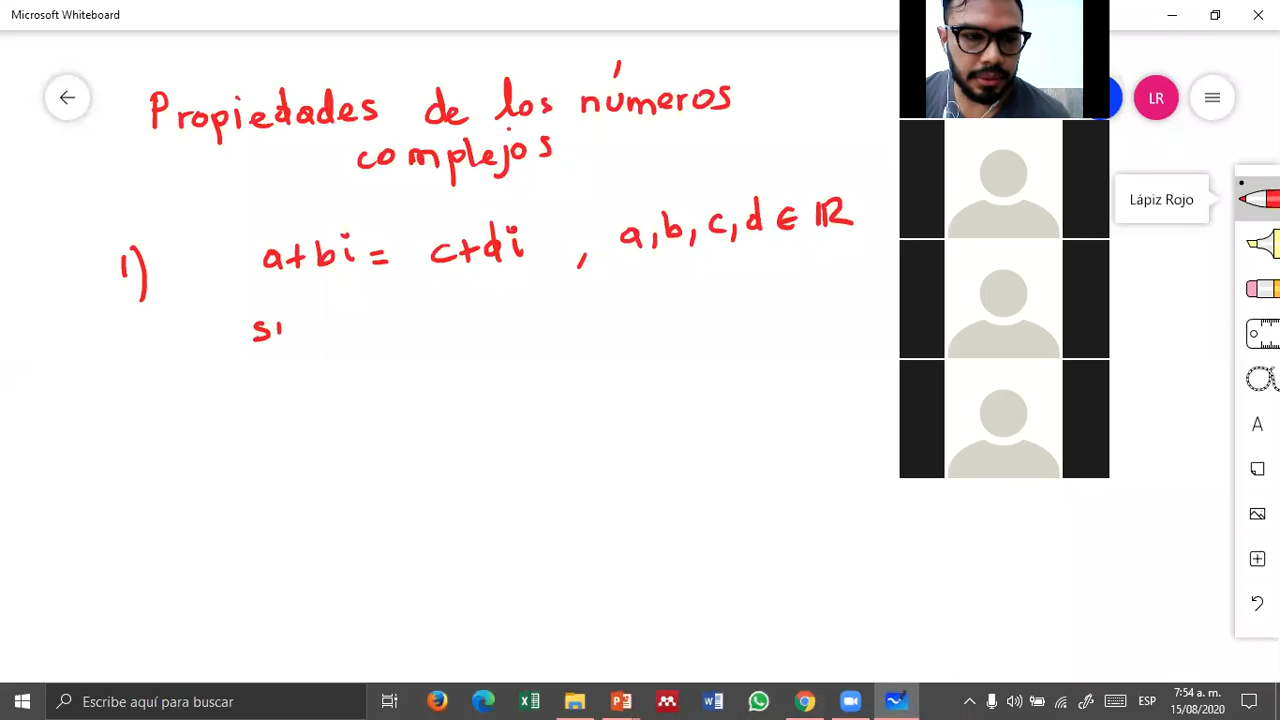 Microsoft Whiteboard
Propiedades de los números
complejos
LR
Lápiz Rojo
1) a+bi = c+di , a,b,c,d ∈ ℝ
si
A
Escribe aquí para buscar
ESP
7:54 a. m.
15/08/2020